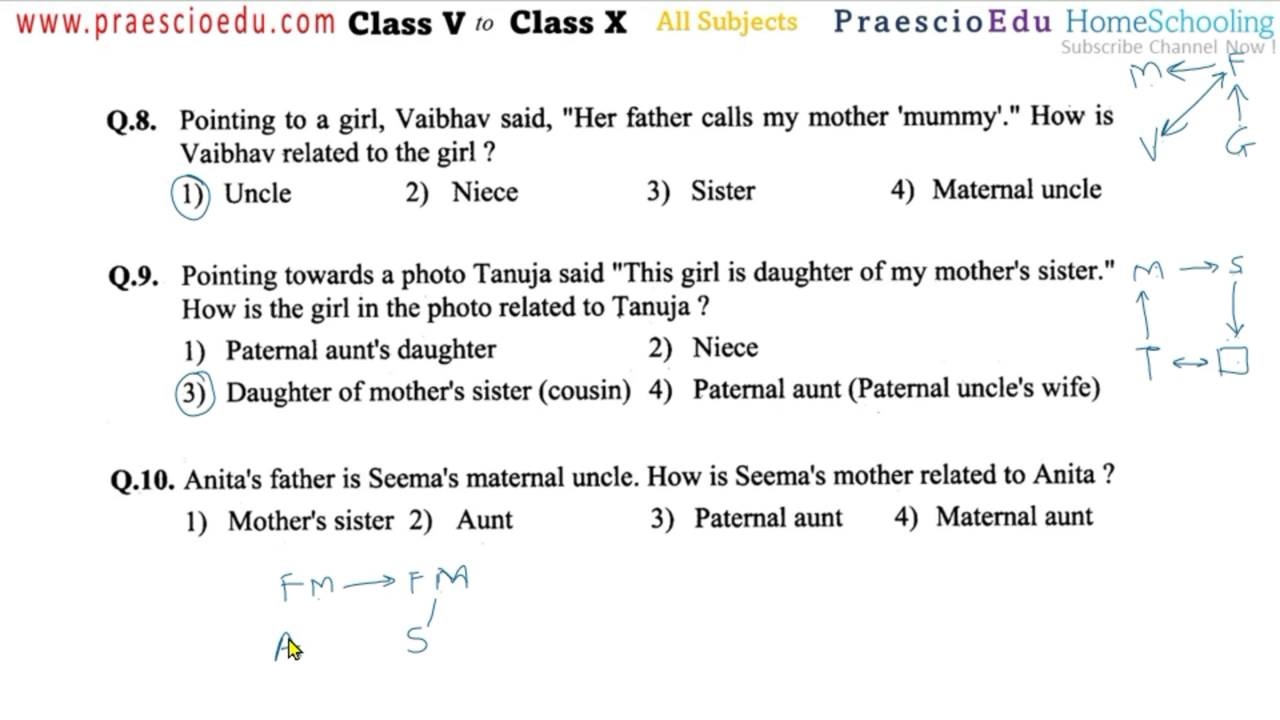 www.praescioedu.com Class V to Class X All Subjects PraescioEdu HomeSchooling
Subscribe Channel Now !
M ← F
Q.8. Pointing to a girl, Vaibhav said, "Her father calls my mother 'mummy'." How is
Vaibhav related to the girl ?
V G
1) Uncle 2) Niece 3) Sister 4) Maternal uncle
Q.9. Pointing towards a photo Tanuja said "This girl is daughter of my mother's sister."
M → S
How is the girl in the photo related to Tanuja ?
1) Paternal aunt's daughter 2) Niece
T ↔ □
3) Daughter of mother's sister (cousin) 4) Paternal aunt (Paternal uncle's wife)
Q.10. Anita's father is Seema's maternal uncle. How is Seema's mother related to Anita ?
1) Mother's sister 2) Aunt 3) Paternal aunt 4) Maternal aunt
F M → F M
A S